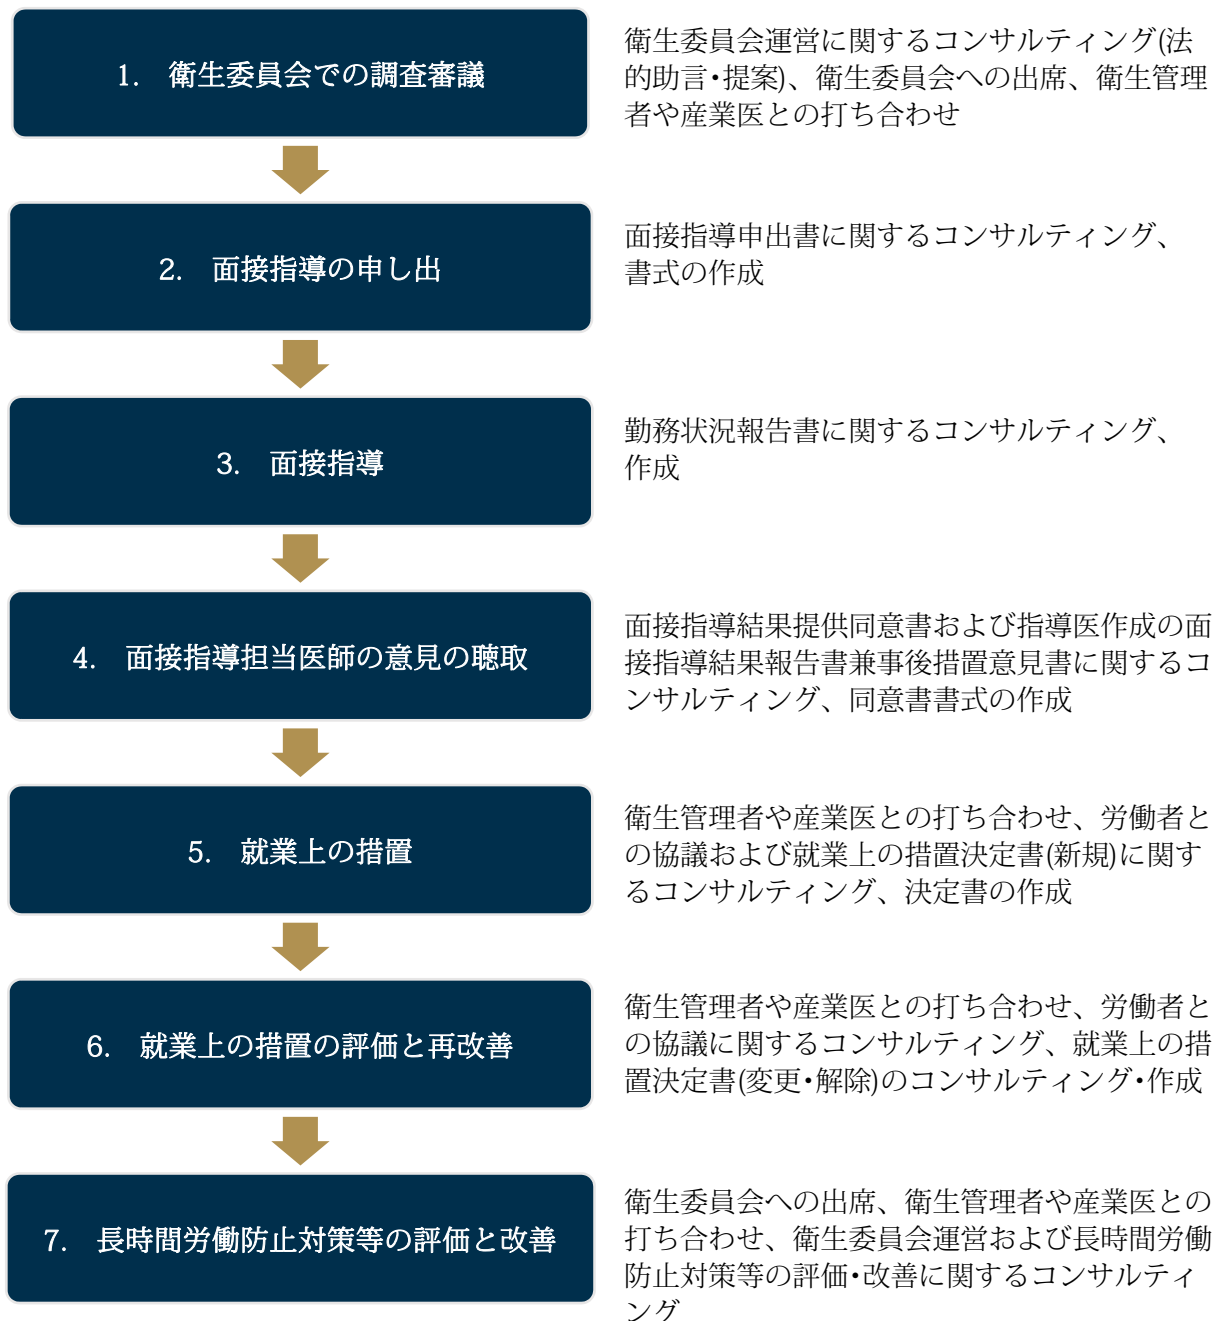 1. 衛生委員会での調査審議
衛生委員会運営に関するコンサルティング(法
的助言・提案)、衛生委員会への出席、衛生管理
者や産業医との打ち合わせ
2. 面接指導の申し出
面接指導申出書に関するコンサルティング、
書式の作成
3. 面接指導
勤務状況報告書に関するコンサルティング、
作成
4. 面接指導担当医師の意見の聴取
面接指導結果提供同意書および指導医作成の面
接指導結果報告書兼事後措置意見書に関するコ
ンサルティング、同意書書式の作成
5. 就業上の措置
衛生管理者や産業医との打ち合わせ、労働者と
の協議および就業上の措置決定書(新規)に関す
るコンサルティング、決定書の作成
6. 就業上の措置の評価と再改善
衛生管理者や産業医との打ち合わせ、労働者と
の協議に関するコンサルティング、就業上の措
置決定書(変更・解除)のコンサルティング・作成
7. 長時間労働防止対策等の評価と改善
衛生委員会への出席、衛生管理者や産業医との
打ち合わせ、衛生委員会運営および長時間労働
防止対策等の評価・改善に関するコンサルティ
ング